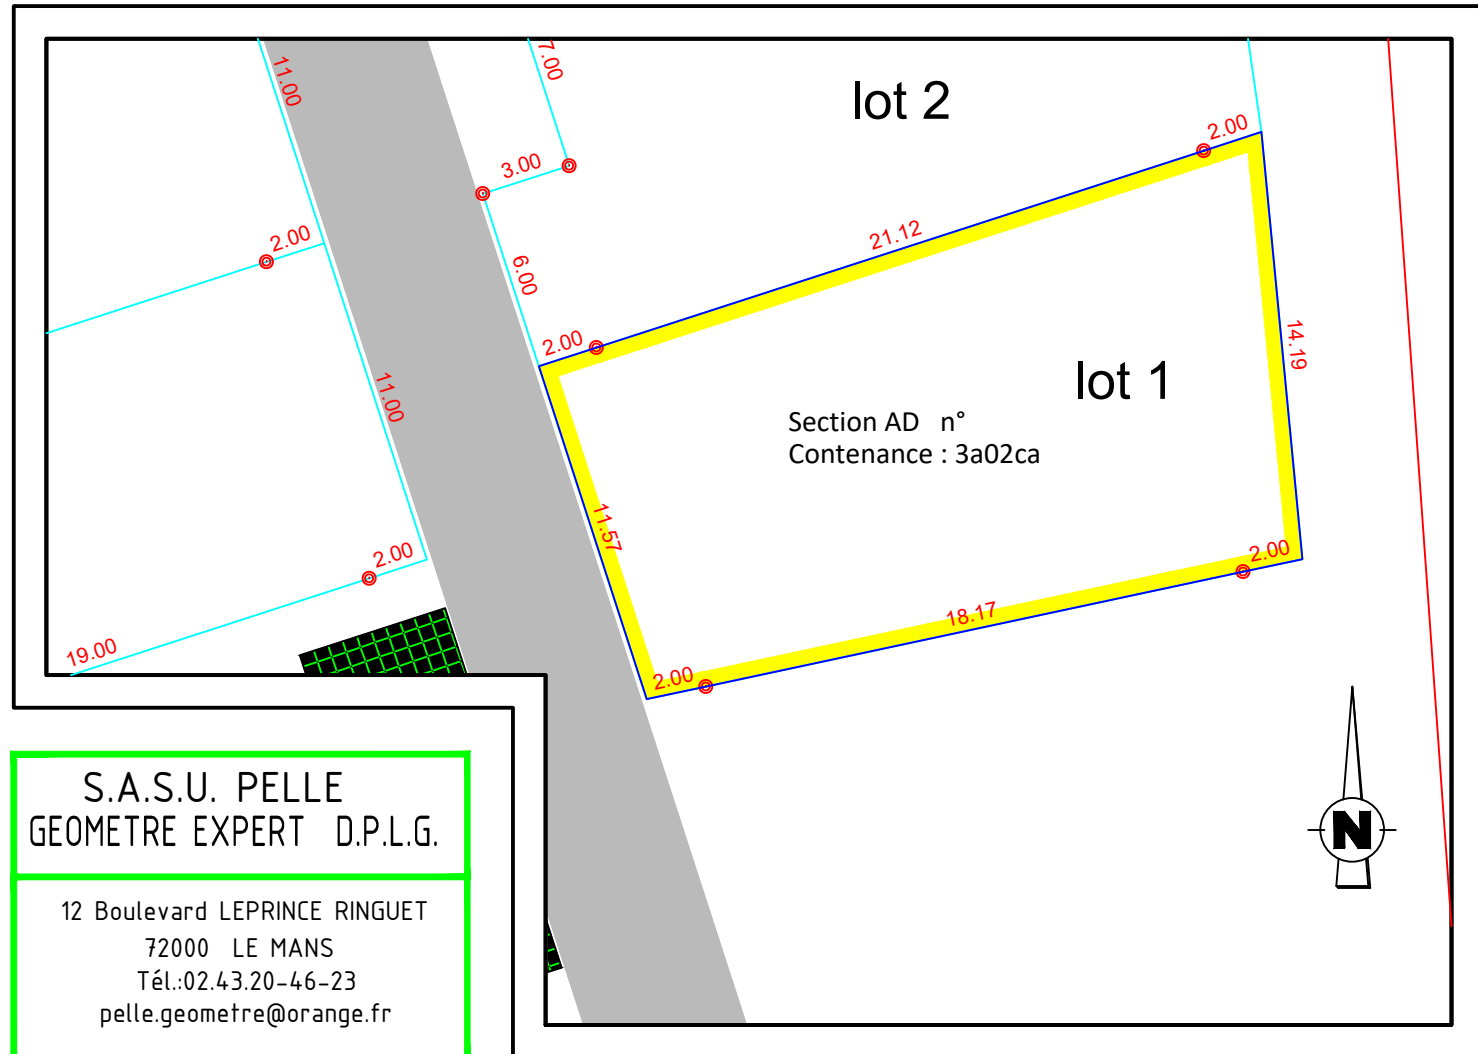 11.00
7.00
lot 2
2.00
3.00
2.00
21.12
6.00
2.00
14.19
lot 1
11.00
Section AD n°
Contenance : 3a02ca
11.57
2.00
2.00
18.17
19.00
2.00
N
S.A.S.U. PELLE
GEOMETRE EXPERT D.P.L.G.
12 Boulevard LEPRINCE RINGUET
72000 LE MANS
Tél.:02.43.20-46-23
pelle.geometre@orange.fr